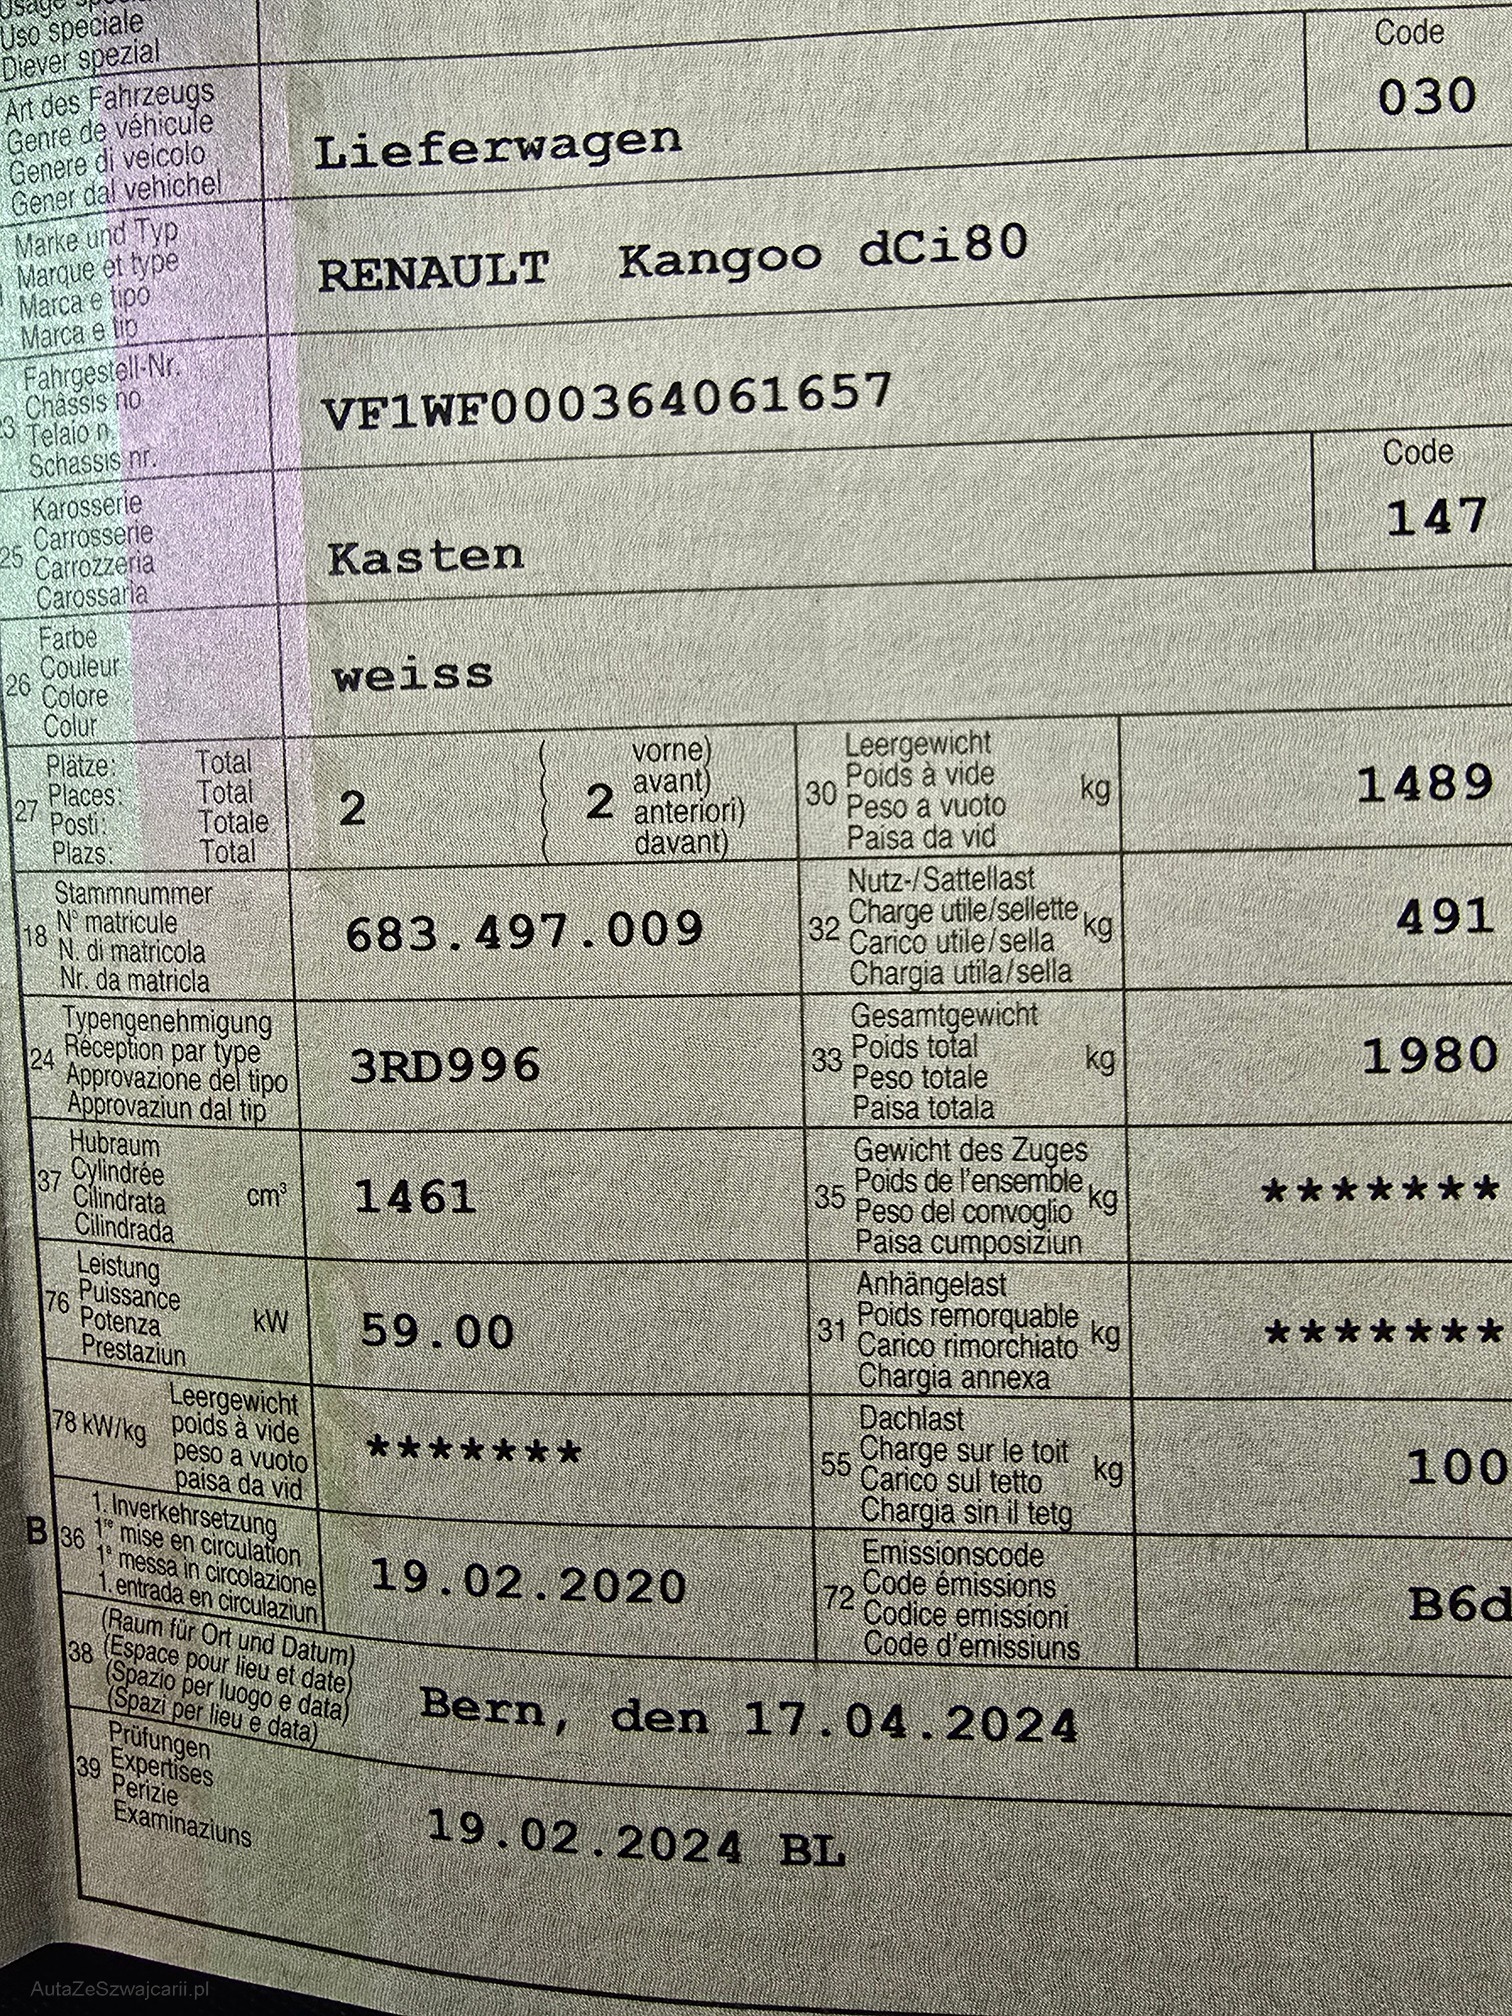 Usage
Uso speciale
Diever spezial
Art des Fahrzeugs
Genre de véhicule
Genere di veicolo
Gener dal vehichel
Lieferwagen
Code
030
Marke und Typ
Marque et type
Marca e tipo
Marca e tip
RENAULT Kangoo dCi80
Fahrgestell-Nr.
Châssis no
Telaio n.
Schassis nr.
VF1WF000364061657
25
Karosserie
Carrosserie
Carrozzeria
Carossaria
Kasten
Code
147
26
Farbe
Couleur
Colore
Colur
weiss
27
Plätze: Total
Places: Total
Posti: Totale
Plazs: Total
2
2
vorne)
avant)
anteriori)
davant)
30
Leergewicht
Poids à vide
Peso a vuoto
Paisa da vid
kg
1489
18
Stammnummer
N° matricule
N. di matricola
Nr. da matricla
683.497.009
32
Nutz-/Sattellast
Charge utile/sellette
Carico utile/sella
Chargia utila/sella
kg
491
24
Typengenehmigung
Réception par type
Approvazione del tipo
Approvaziun dal tip
3RD996
33
Gesamtgewicht
Poids total
Peso totale
Paisa totala
kg
1980
37
Hubraum
Cylindrée
Cilindrata
Cilindrada
cm³
1461
35
Gewicht des Zuges
Poids de l'ensemble
Peso del convoglio
Paisa cumposiziun
kg
*******
76
Leistung
Puissance
Potenza
Prestaziun
kW
59.00
31
Anhängelast
Poids remorquable
Carico rimorchiato
Chargia annexa
kg
*******
78 kW/kg
Leergewicht
poids à vide
peso a vuoto
paisa da vid
*******
55
Dachlast
Charge sur le toit
Carico sul tetto
Chargia sin il tetg
kg
100
B
36
1. Inverkehrsetzung
1re mise en circulation
1a messa in circolazione
1. entrada en circulaziun
19.02.2020
72
Emissionscode
Code émissions
Codice emissioni
Code d'emissiuns
B6d
38
(Raum für Ort und Datum)
(Espace pour lieu et date)
(Spazio per luogo e data)
(Spazi per lieu e data)
Bern, den 17.04.2024
39
Prüfungen
Expertises
Perizie
Examinaziuns
19.02.2024 BL
AutaZeSzwajcarii.pl